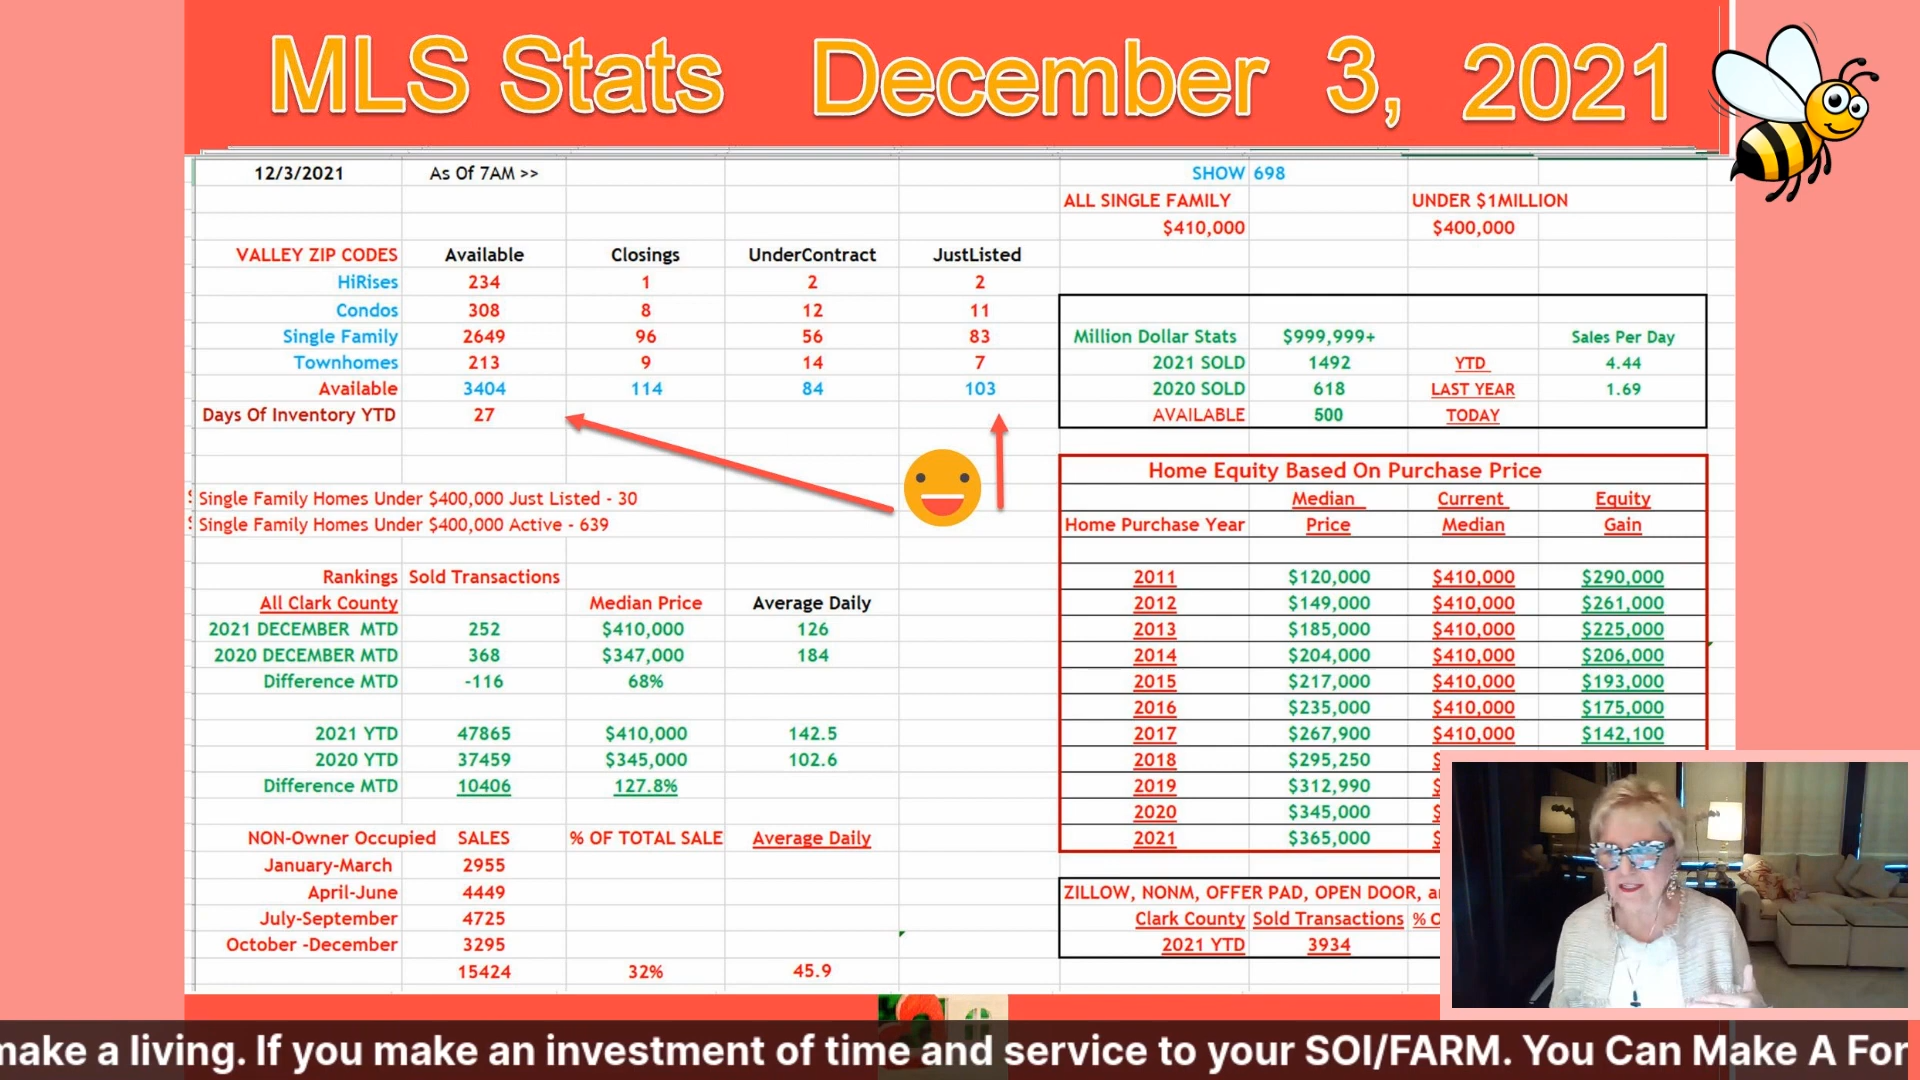 MLS Stats December 3, 2021
12/3/2021 As Of 7AM >> SHOW 698
ALL SINGLE FAMILY UNDER $1MILLION
$410,000 $400,000
VALLEY ZIP CODES Available Closings UnderContract JustListed
HiRises 234 1 2 2
Condos 308 8 12 11
Single Family 2649 96 56 83
Townhomes 213 9 14 7
Available 3404 114 84 103
Days Of Inventory YTD 27
Million Dollar Stats $999,999+ Sales Per Day
2021 SOLD 1492 YTD 4.44
2020 SOLD 618 LAST YEAR 1.69
AVAILABLE 500 TODAY
Single Family Homes Under $400,000 Just Listed - 30
Single Family Homes Under $400,000 Active - 639
Rankings Sold Transactions
All Clark County Median Price Average Daily
2021 DECEMBER MTD 252 $410,000 126
2020 DECEMBER MTD 368 $347,000 184
Difference MTD -116 68%
2021 YTD 47865 $410,000 142.5
2020 YTD 37459 $345,000 102.6
Difference MTD 10406 127.8%
NON-Owner Occupied SALES % OF TOTAL SALE Average Daily
January-March 2955
April-June 4449
July-September 4725
October -December 3295
15424 32% 45.9
Home Equity Based On Purchase Price
Median Current Equity
Home Purchase Year Price Median Gain
2011 $120,000 $410,000 $290,000
2012 $149,000 $410,000 $261,000
2013 $185,000 $410,000 $225,000
2014 $204,000 $410,000 $206,000
2015 $217,000 $410,000 $193,000
2016 $235,000 $410,000 $175,000
2017 $267,900 $410,000 $142,100
2018 $295,250 $
2019 $312,990 $
2020 $345,000 $
2021 $365,000 $
ZILLOW, NONM, OFFER PAD, OPEN DOOR,
Clark County Sold Transactions %
2021 YTD 3934
make a living. If you make an investment of time and service to your SOI/FARM. You Can Make A For